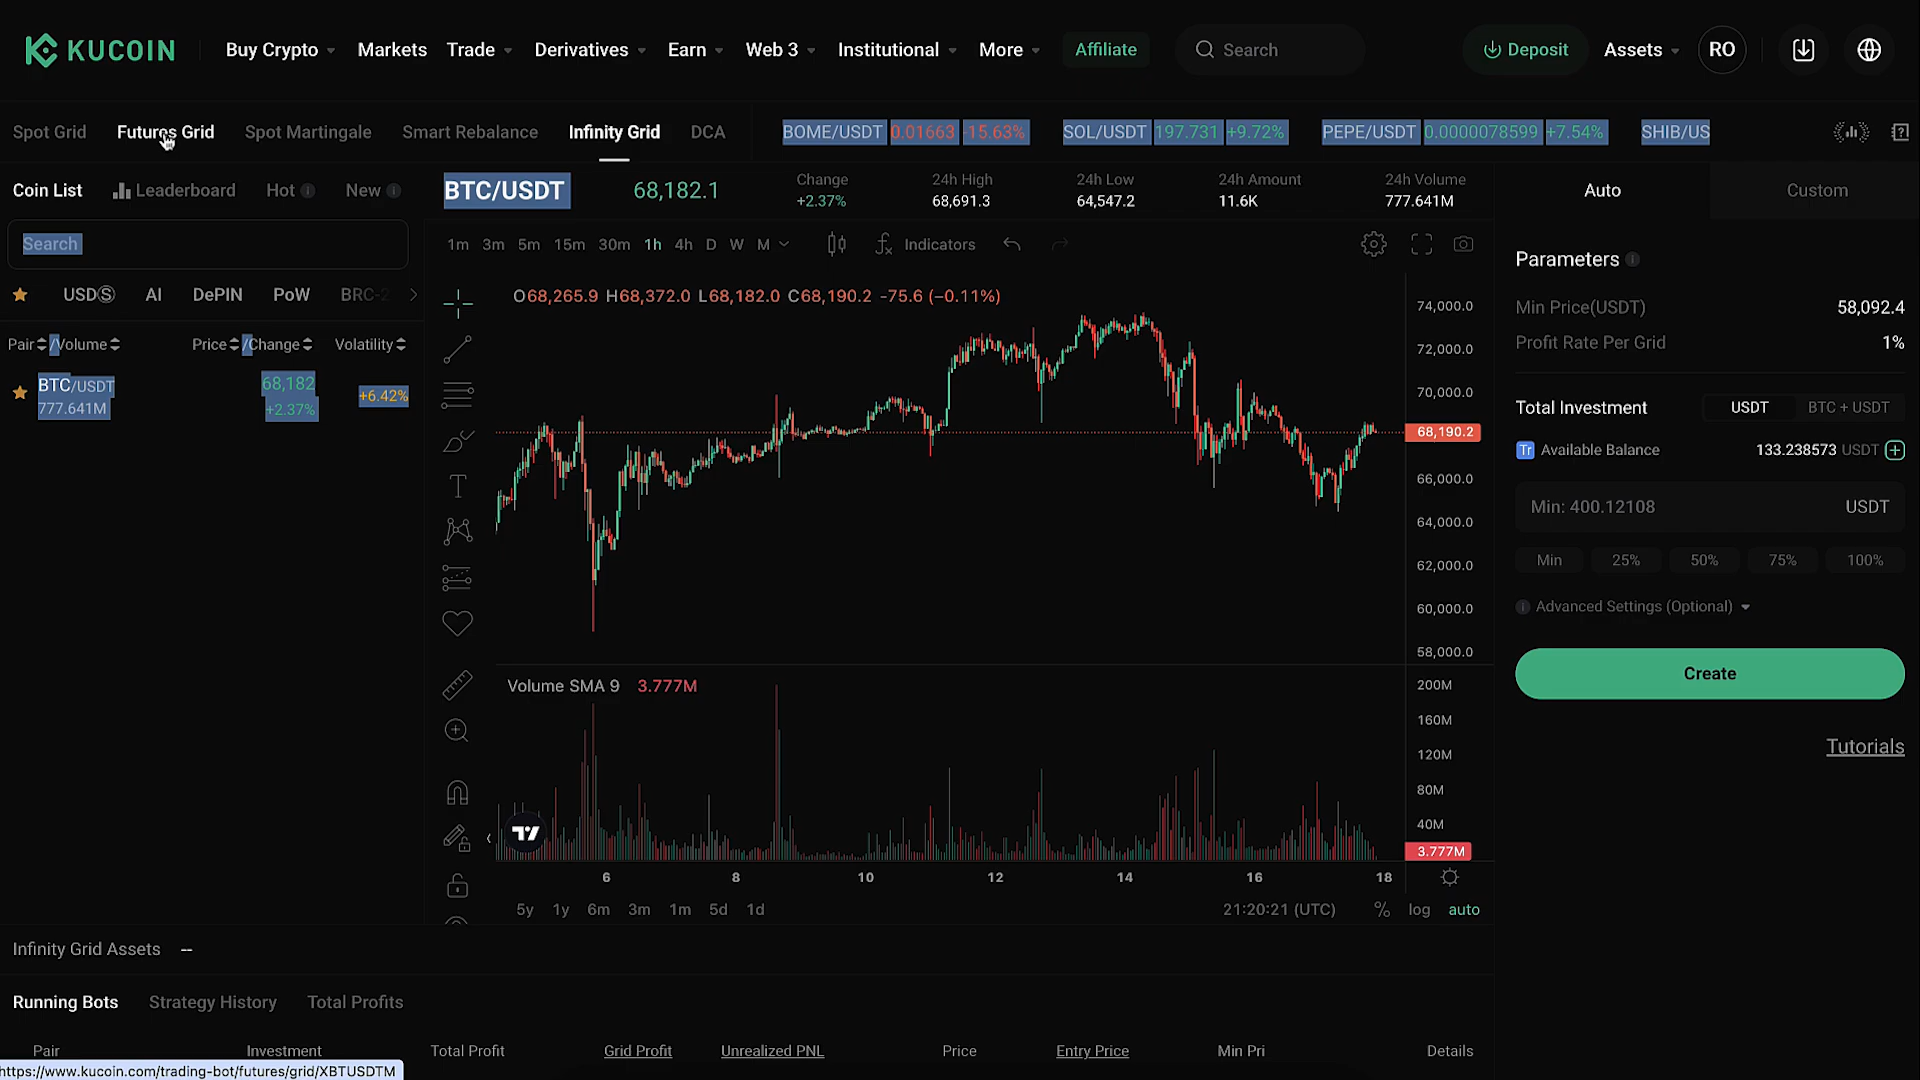 KUCOIN
Buy Crypto Markets Trade Derivatives Earn Web 3 Institutional More Affiliate Search Deposit Assets RO
Spot Grid Futures Grid Spot Martingale Smart Rebalance Infinity Grid DCA BOME/USDT 0.01663 -15.63% SOL/USDT 197.731 +9.72% PEPE/USDT 0.0000078599 +7.54% SHIB/US
Coin List Leaderboard Hot New
Search
USDS AI DePIN PoW BRC-2
Pair /Volume Price /Change Volatility
BTC/USDT 68,182
777.641M +2.37% +6.42%
BTC/USDT 68,182.1
Change 24h High 24h Low 24h Amount 24h Volume
+2.37% 68,691.3 64,547.2 11.6K 777.641M
1m 3m 5m 15m 30m 1h 4h D W M Indicators
O68,265.9 H68,372.0 L68,182.0 C68,190.2 -75.6 (−0.11%)
T
74,000.0
72,000.0
70,000.0
68,190.2
66,000.0
64,000.0
62,000.0
60,000.0
58,000.0
Volume SMA 9 3.777M
200M
160M
120M
80M
40M
3.777M
6 8 10 12 14 16 18
5y 1y 6m 3m 1m 5d 1d 21:20:21 (UTC) % log auto
Auto Custom
Parameters
Min Price(USDT) 58,092.4
Profit Rate Per Grid 1%
Total Investment USDT BTC + USDT
Tr Available Balance 133.238573 USDT
Min: 400.12108 USDT
Min 25% 50% 75% 100%
Advanced Settings (Optional)
Create
Tutorials
Infinity Grid Assets --
Running Bots Strategy History Total Profits
Pair Investment Total Profit Grid Profit Unrealized PNL Price Entry Price Min Pri Details
https://www.kucoin.com/trading-bot/futures/grid/XBTUSDTM